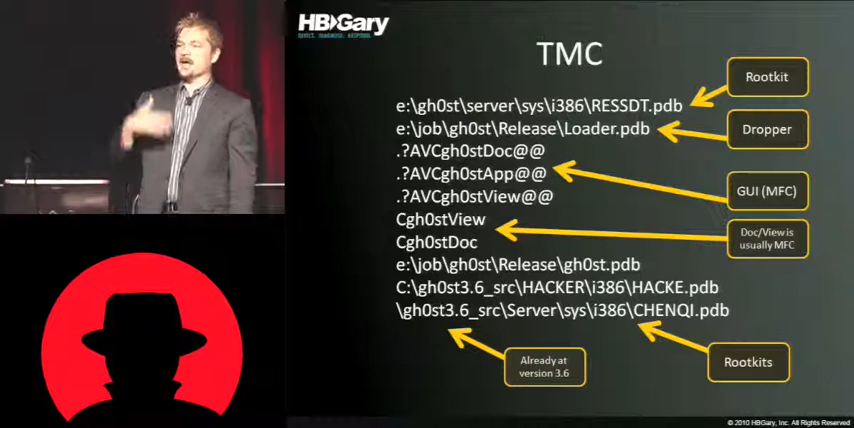 HBGary
DETECT. DIAGNOSE. RESPOND.
TMC
e:\gh0st\server\sys\i386\RESSDT.pdb
e:\job\gh0st\Release\Loader.pdb
.?AVCgh0stDoc@@
.?AVCgh0stApp@@
.?AVCgh0stView@@
Cgh0stView
Cgh0stDoc
e:\job\gh0st\Release\gh0st.pdb
C:\gh0st3.6_src\HACKER\i386\HACKE.pdb
\gh0st3.6_src\Server\sys\i386\CHENQI.pdb
Rootkit
Dropper
GUI (MFC)
Doc/View is
usually MFC
Already at
version 3.6
Rootkits
© 2010 HBGary, Inc. All Rights Reserved